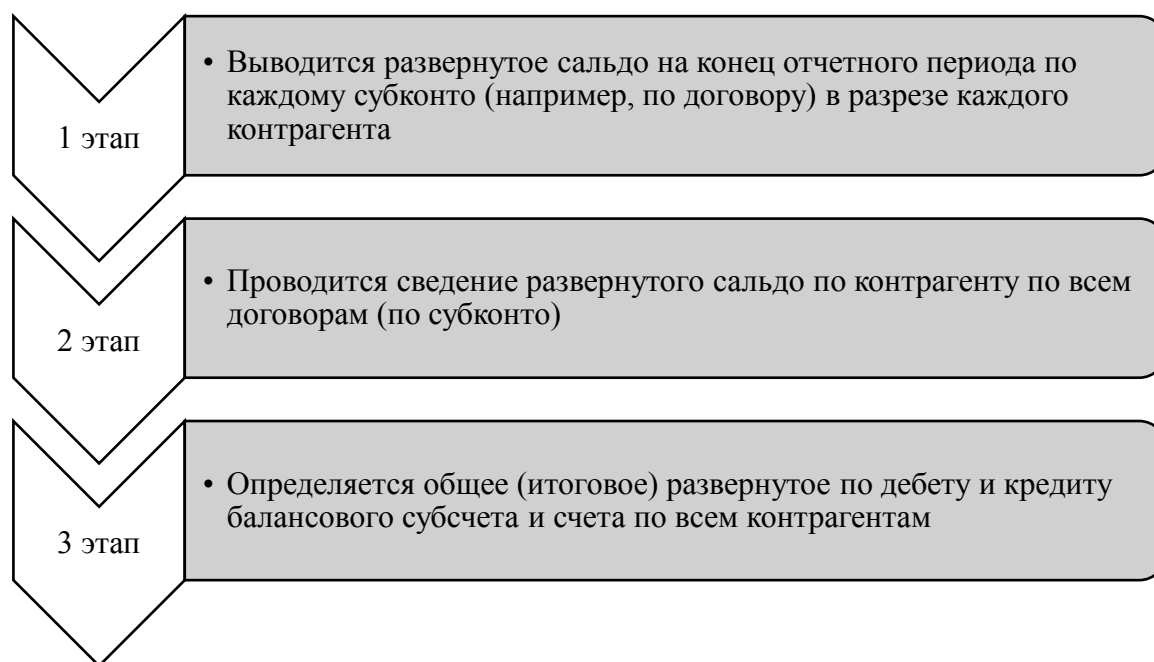 1 этап
• Выводится развернутое сальдо на конец отчетного периода по
каждому субконто (например, по договору) в разрезе каждого
контрагента
2 этап
• Проводится сведение развернутого сальдо по контрагенту по всем
договорам (по субконто)
3 этап
• Определяется общее (итоговое) развернутое по дебету и кредиту
балансового субсчета и счета по всем контрагентам